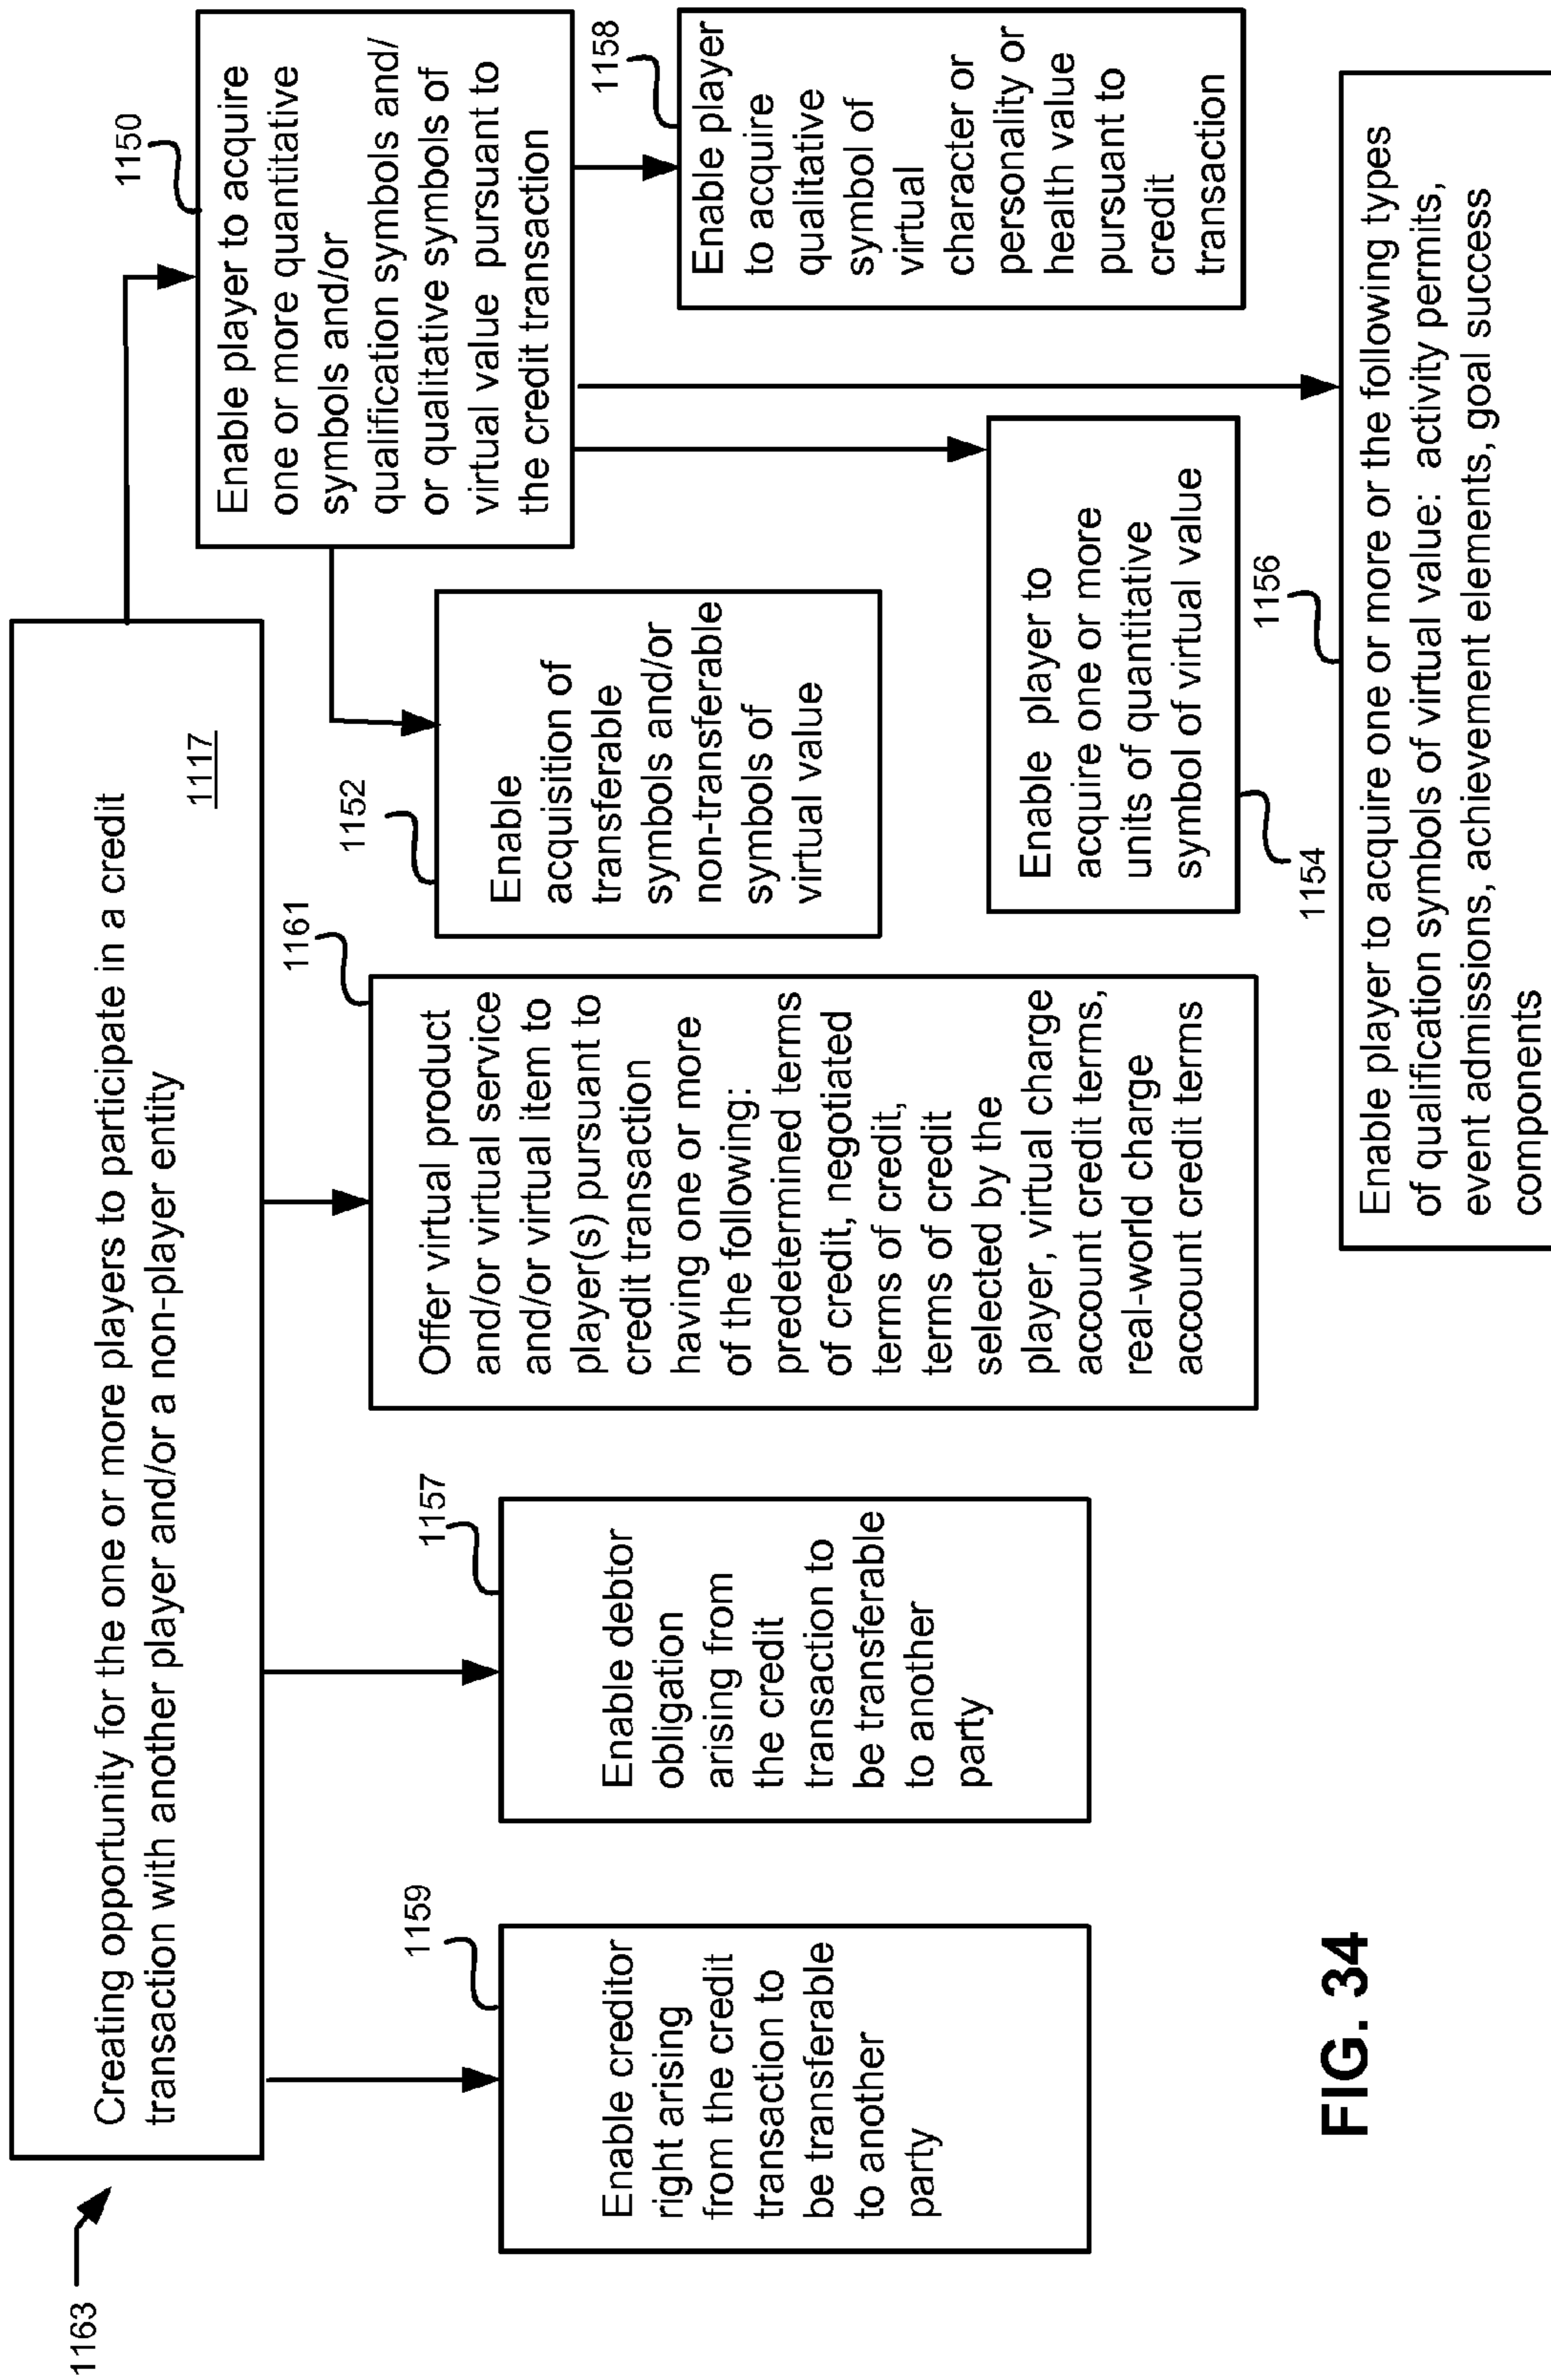 1163
Creating opportunity for the one or more players to participate in a credit
transaction with another player and/or a non-player entity
1117
1159
Enable creditor
right arising
from the credit
transaction to
be transferable
to another
party
1157
Enable debtor
obligation
arising from
the credit
transaction to
be transferable
to another
party
1161
Offer virtual product
and/or virtual service
and/or virtual item to
player(s) pursuant to
credit transaction
having one or more
of the following:
predetermined terms
of credit, negotiated
terms of credit,
terms of credit
selected by the
player, virtual charge
account credit terms,
real-world charge
account credit terms
1150
Enable player to acquire
one or more quantitative
symbols and/or
qualification symbols and/
or qualitative symbols of
virtual value pursuant to
the credit transaction
1152
Enable
acquisition of
transferable
symbols and/or
non-transferable
symbols of
virtual value
1158
Enable player
to acquire
qualitative
symbol of
virtual
character or
personality or
health value
pursuant to
credit
transaction
Enable player to
acquire one or more
units of quantitative
symbol of virtual value
1154
1156
Enable player to acquire one or more or the following types
of qualification symbols of virtual value: activity permits,
event admissions, achievement elements, goal success
components
FIG. 34